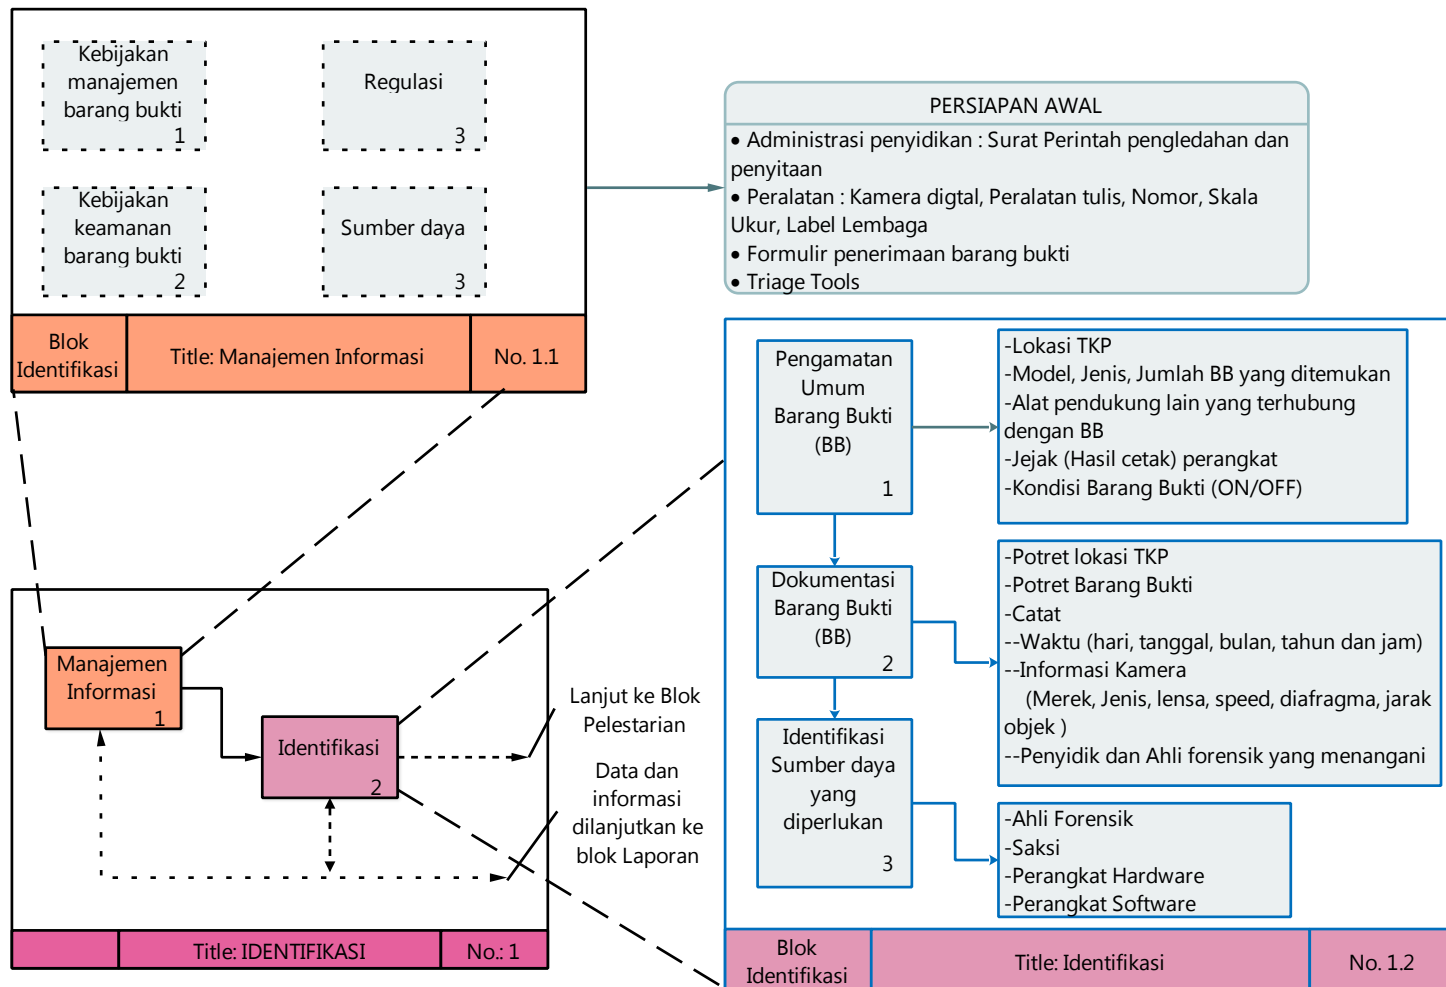 Kebijakan
manajemen
barang bukti
1
Regulasi
3
Kebijakan
keamanan
barang bukti
2
Sumber daya
3
Blok
Identifikasi
Title: Manajemen Informasi
No. 1.1
PERSIAPAN AWAL
• Administrasi penyidikan : Surat Perintah pengledahan dan
penyitaan
• Peralatan : Kamera digtal, Peralatan tulis, Nomor, Skala
Ukur, Label Lembaga
• Formulir penerimaan barang bukti
• Triage Tools
Manajemen
Informasi
1
Identifikasi
2
Lanjut ke Blok
Pelestarian
Data dan
informasi
dilanjutkan ke
blok Laporan
Title: IDENTIFIKASI
No.: 1
Pengamatan
Umum
Barang Bukti
(BB)
1
-Lokasi TKP
-Model, Jenis, Jumlah BB yang ditemukan
-Alat pendukung lain yang terhubung
dengan BB
-Jejak (Hasil cetak) perangkat
-Kondisi Barang Bukti (ON/OFF)
Dokumentasi
Barang Bukti
(BB)
2
-Potret lokasi TKP
-Potret Barang Bukti
-Catat
--Waktu (hari, tanggal, bulan, tahun dan jam)
--Informasi Kamera
(Merek, Jenis, lensa, speed, diafragma, jarak
objek )
--Penyidik dan Ahli forensik yang menangani
Identifikasi
Sumber daya
yang
diperlukan
3
-Ahli Forensik
-Saksi
-Perangkat Hardware
-Perangkat Software
Blok
Identifikasi
Title: Identifikasi
No. 1.2